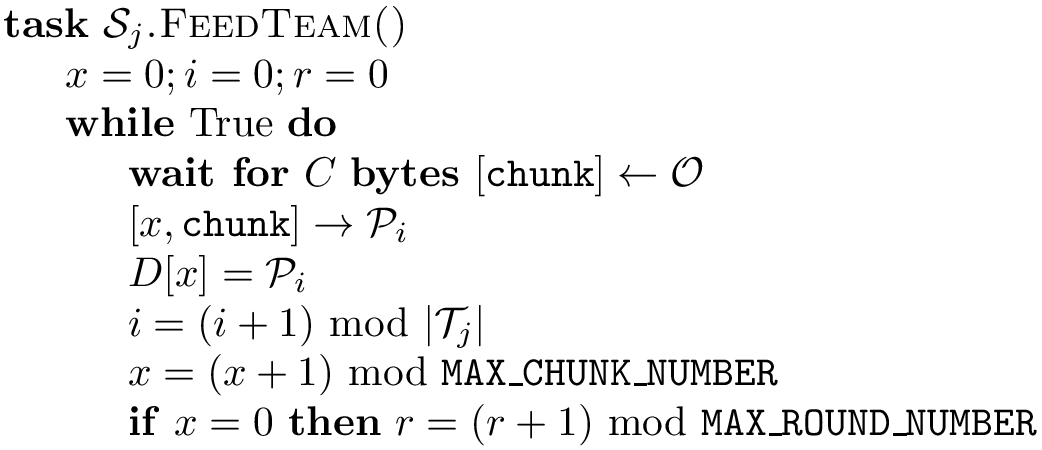 task 𝒮ⱼ.FEEDTEAM()
x = 0; i = 0; r = 0
while True do
wait for C bytes [chunk] ← 𝒪
[x, chunk] → 𝒫ᵢ
D[x] = 𝒫ᵢ
i = (i + 1) mod |𝒯ⱼ|
x = (x + 1) mod MAX_CHUNK_NUMBER
if x = 0 then r = (r + 1) mod MAX_ROUND_NUMBER